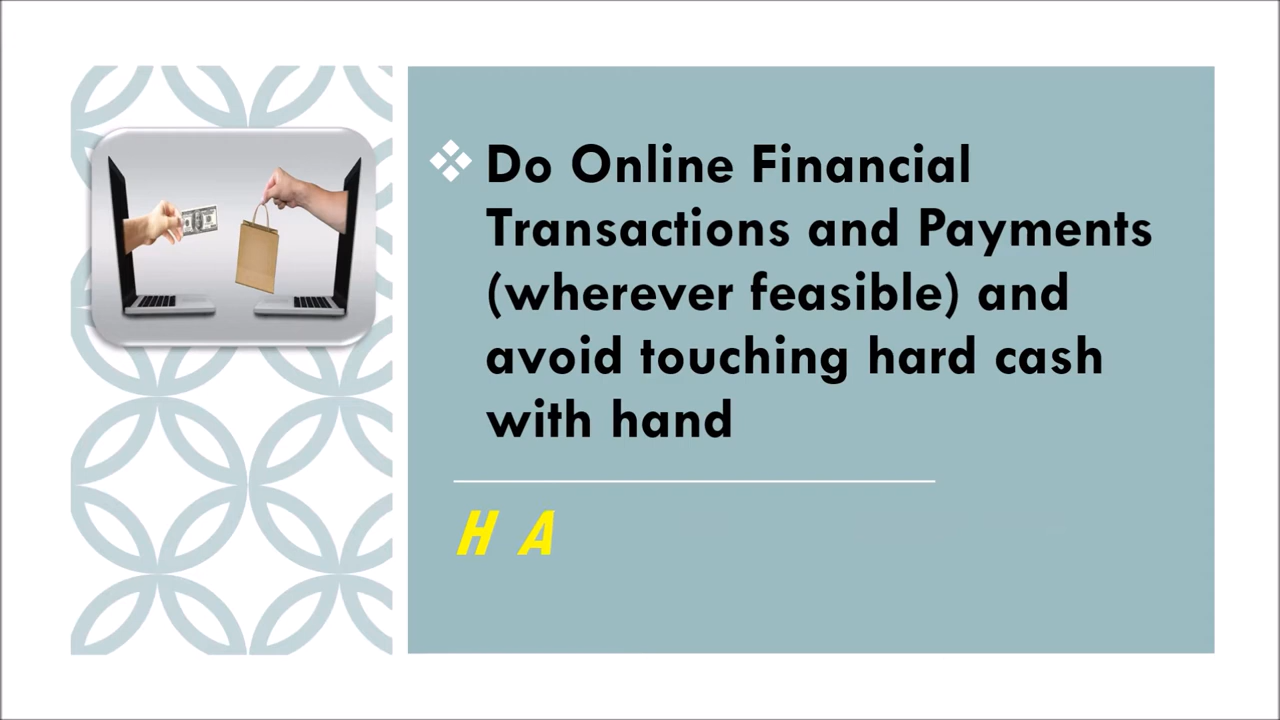 Do Online Financial
Transactions and Payments
(wherever feasible) and
avoid touching hard cash
with hand
H A